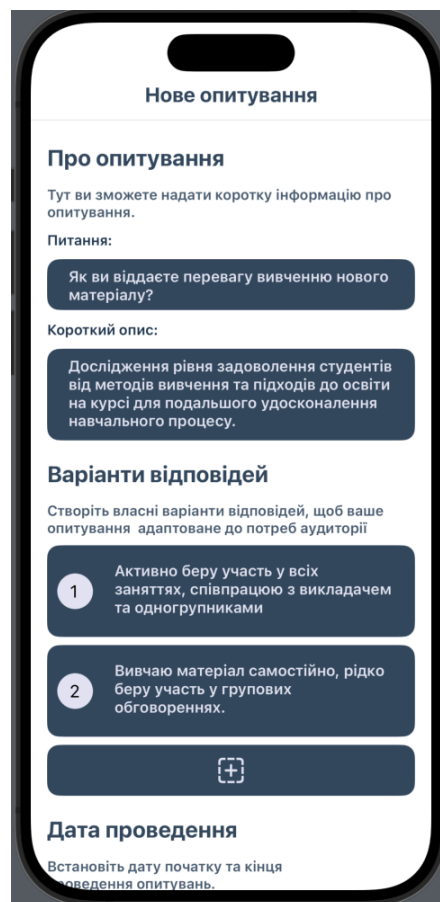 Нове опитування
Про опитування
Тут ви зможете надати коротку інформацію про
опитування.
Питання:
Як ви віддаєте перевагу вивченню нового
матеріалу?
Короткий опис:
Дослідження рівня задоволення студентів
від методів вивчення та підходів до освіти
на курсі для подальшого удосконалення
навчального процесу.
Варіанти відповідей
Створіть власні варіанти відповідей, щоб ваше
опитування адаптоване до потреб аудиторії
1
Активно беру участь у всіх
заняттях, співпрацюю з викладачем
та одногрупниками
2
Вивчаю матеріал самостійно, рідко
беру участь у групових
обговореннях.
Дата проведення
Встановіть дату початку та кінця
проведення опитувань.